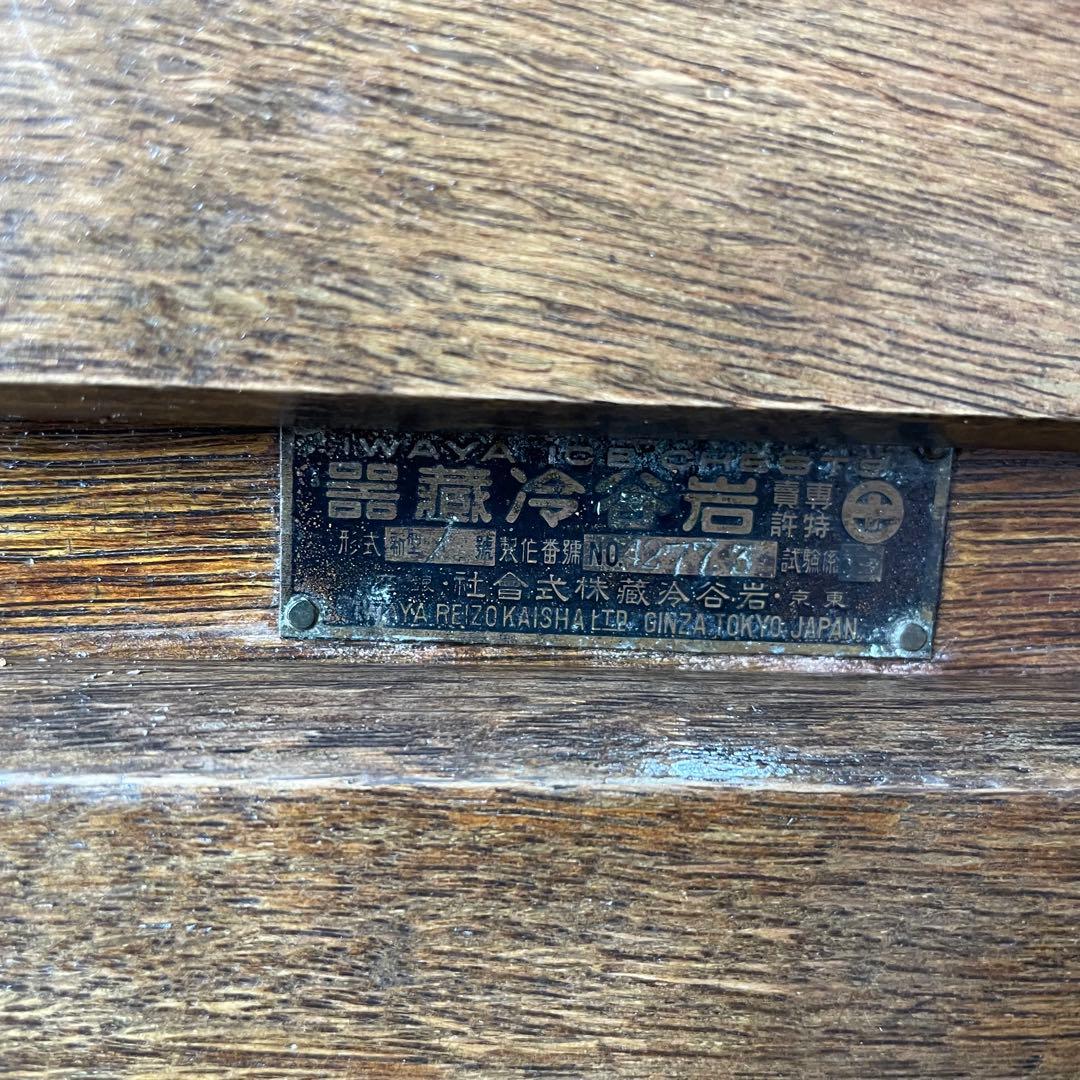 IWAYA ICE CHESTS
專賣
特許
岩谷冷藏器
形式 新型 號 製作番號 NO. 試驗係
東京・岩谷冷藏株式會社・
IWAYA REIZO KAISHA LTD. GINZA TOKYO JAPAN